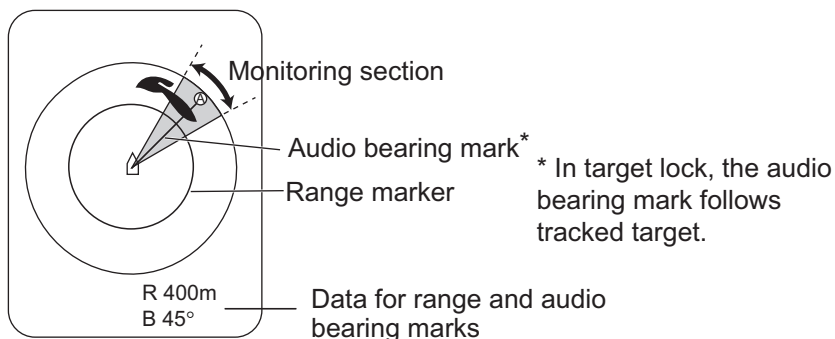 Monitoring section
A
Audio bearing mark*
Range marker
* In target lock, the audio
bearing mark follows
tracked target.
R 400m
B 45°
Data for range and audio
bearing marks